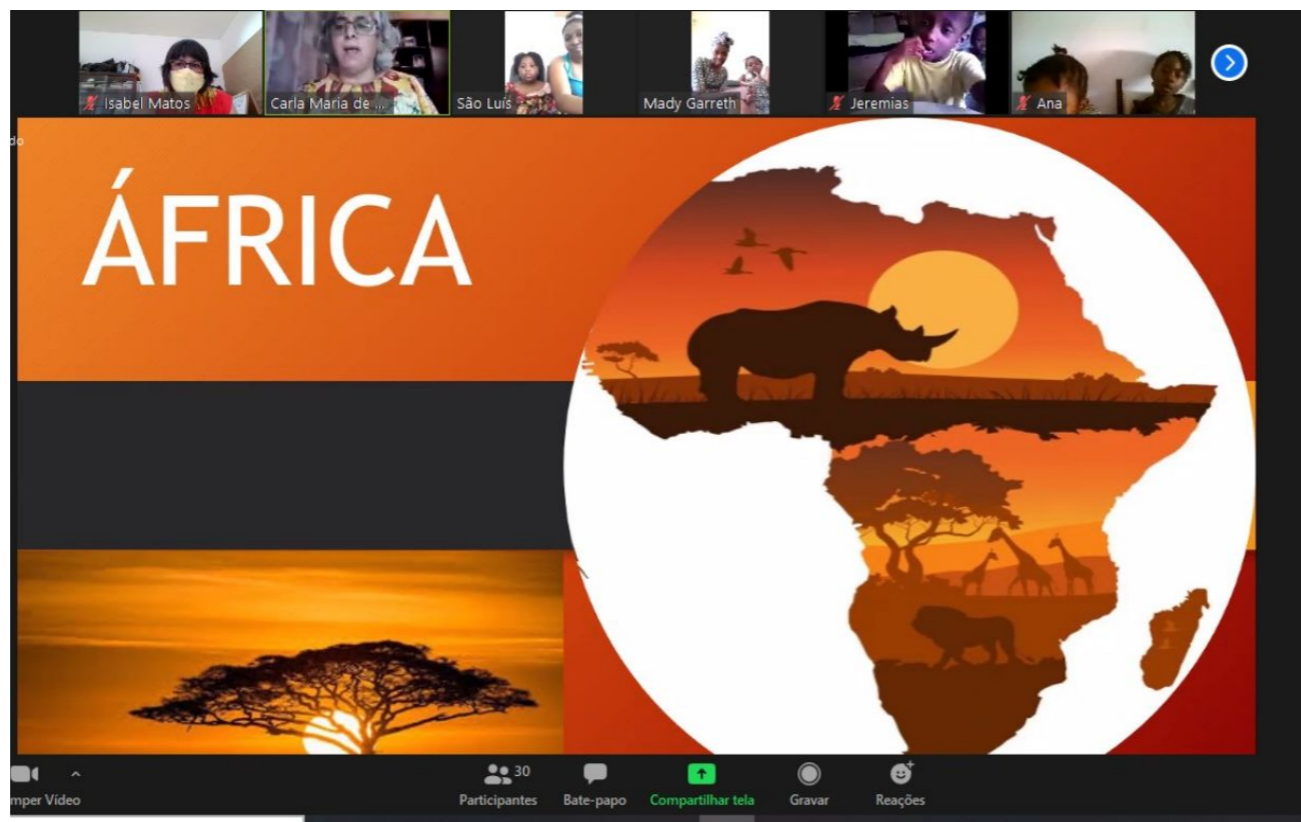 Isabel Matos
Carla Maria de ...
São Luís
Mady Garreth
Jeremias
Ana
do
ÁFRICA
30
mper Vídeo
Participantes
Bate-papo
Compartilhar tela
Gravar
Reações